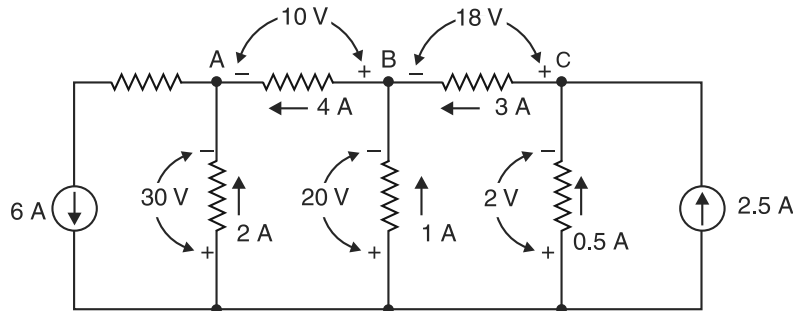 10 V
18 V
A
B
C
− + − +
4 A
3 A
− − −
6 A
30 V
20 V
2 V
2.5 A
2 A
1 A
0.5 A
+ + +